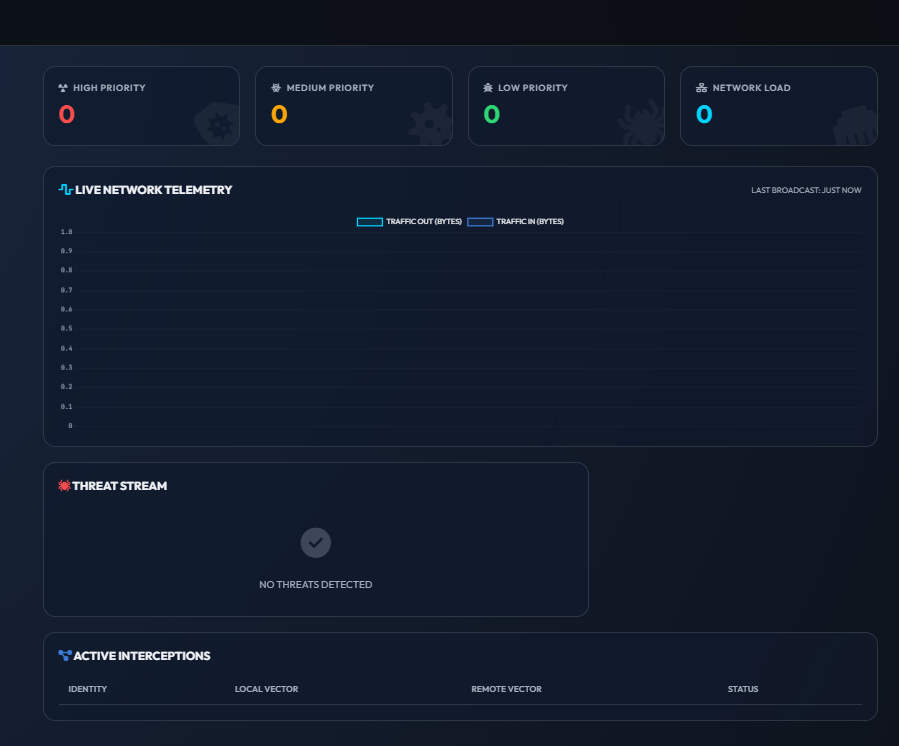 HIGH PRIORITY
0
MEDIUM PRIORITY
0
LOW PRIORITY
0
NETWORK LOAD
0
LIVE NETWORK TELEMETRY
LAST BROADCAST: JUST NOW
TRAFFIC OUT (BYTES) TRAFFIC IN (BYTES)
1.0
0.9
0.8
0.7
0.6
0.5
0.4
0.3
0.2
0.1
0
THREAT STREAM
NO THREATS DETECTED
ACTIVE INTERCEPTIONS
IDENTITY LOCAL VECTOR REMOTE VECTOR STATUS